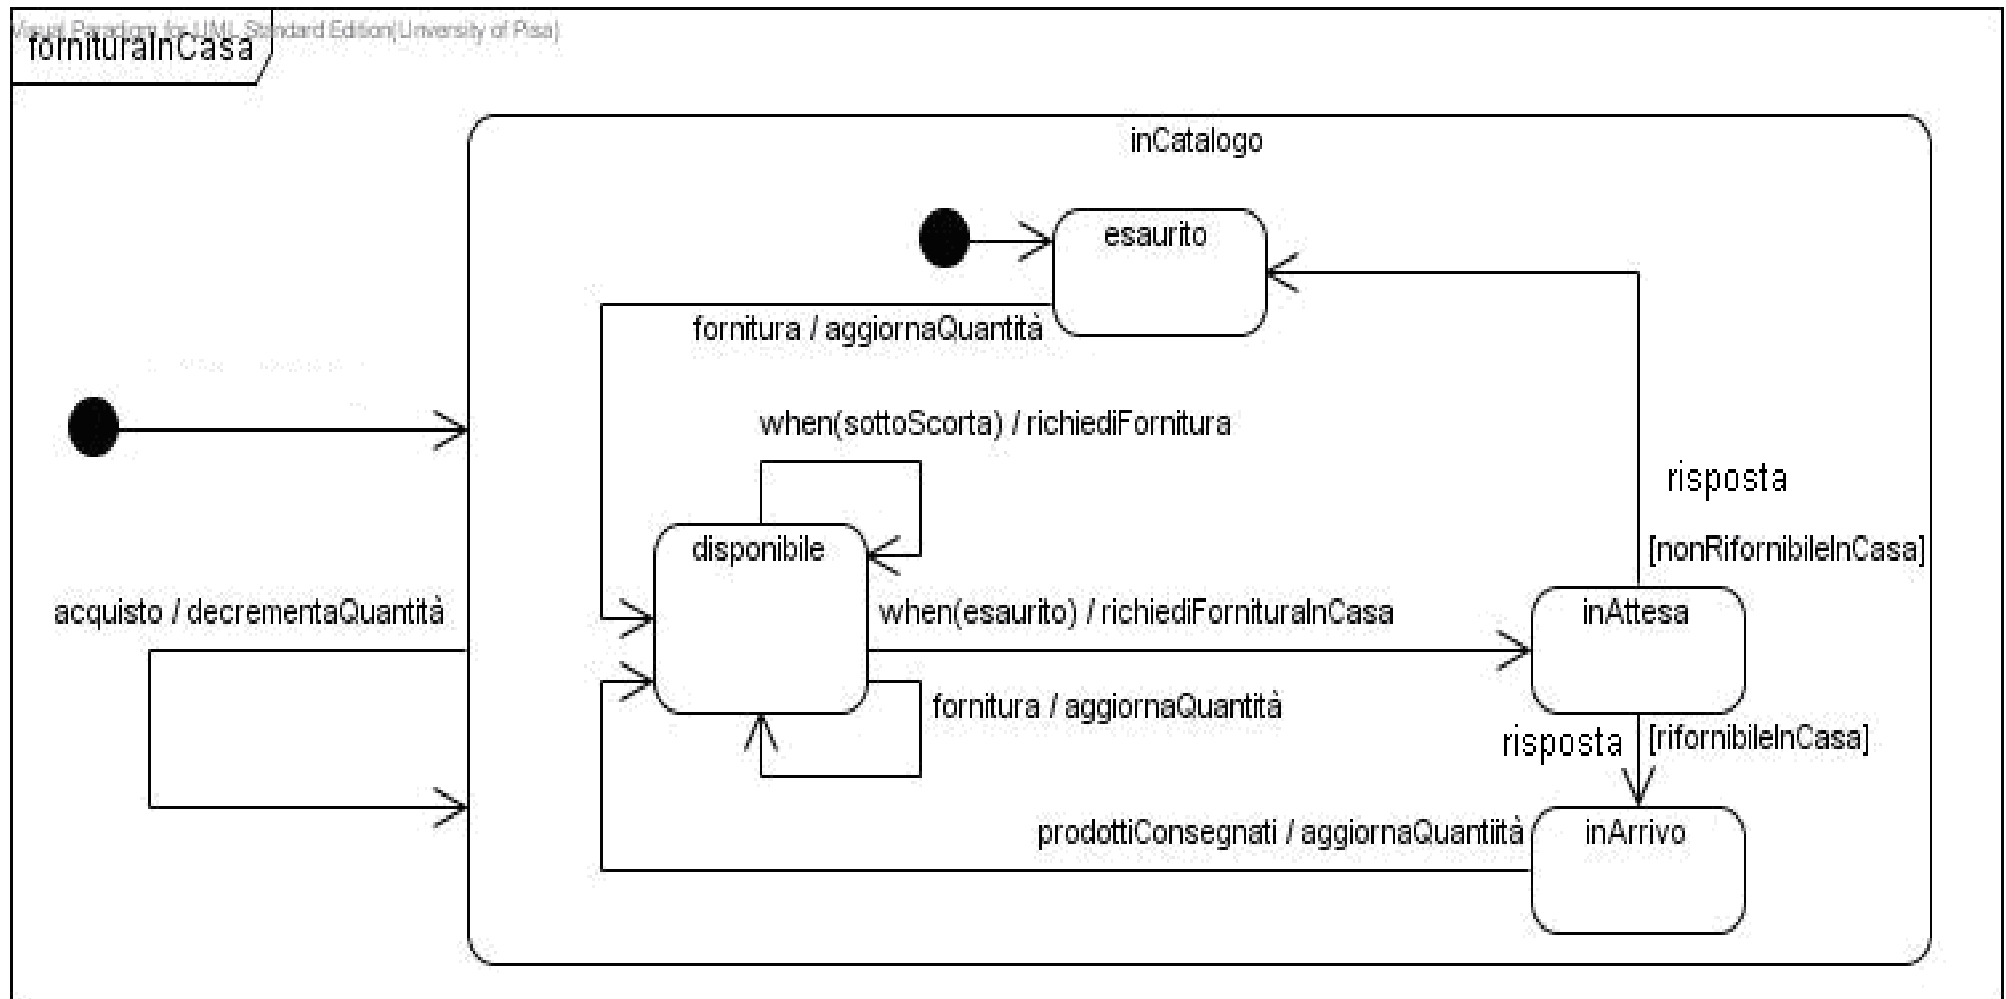 Visual Paradigm for UML Standard Edition(University of Pisa)
fornituraInCasa
inCatalogo
esaurito
fornitura / aggiornaQuantità
when(sottoScorta) / richiediFornitura
risposta
[nonRifornibileInCasa]
disponibile
acquisto / decrementaQuantità
when(esaurito) / richiediFornituraInCasa
inAttesa
fornitura / aggiornaQuantità
risposta
[rifornibileInCasa]
prodottiConsegnati / aggiornaQuantiità
inArrivo